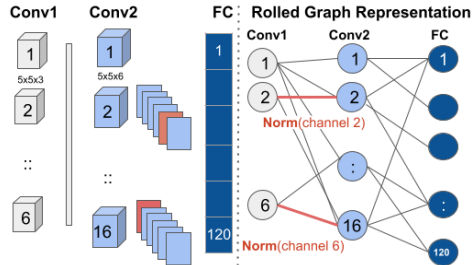 Conv1 Conv2 FC
1 1 1
5x5x3 5x5x6
2 2
:: ::
6 16 120
Rolled Graph Representation
Conv1 Conv2 FC
1 1 1
2 2
Norm(channel 2)
: :
6 16
Norm(channel 6)
120